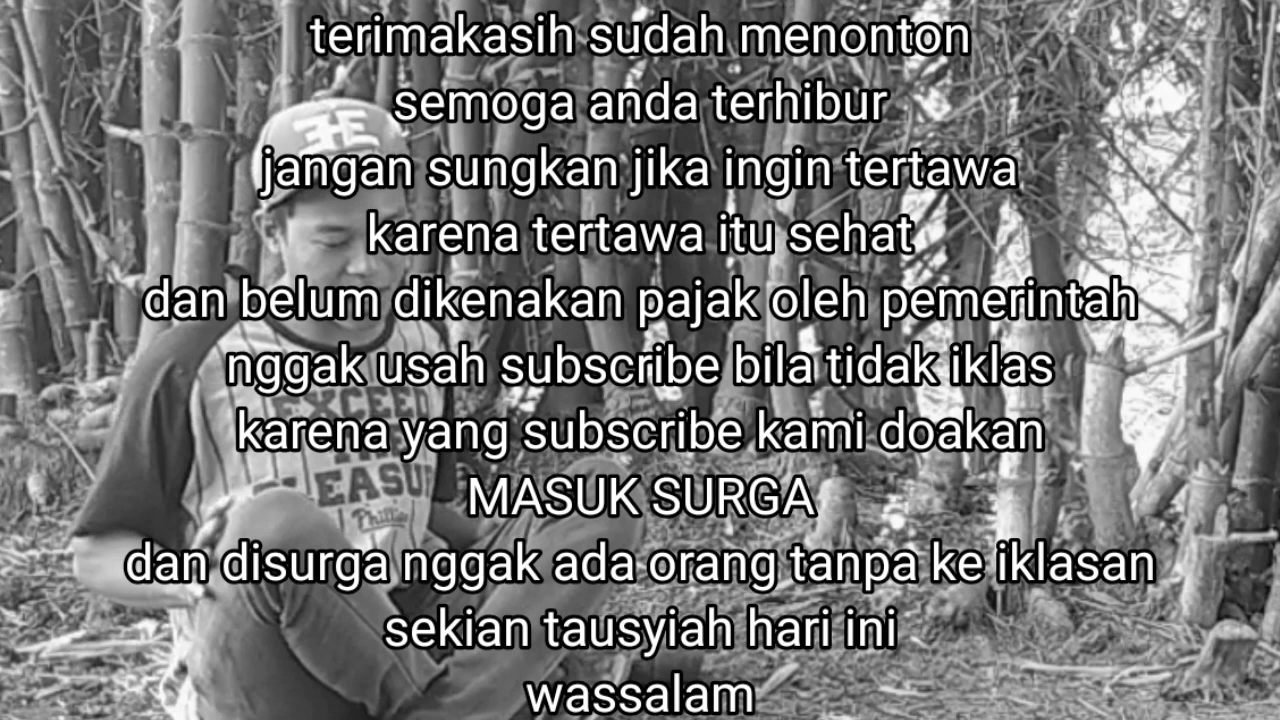 terimakasih sudah menonton
semoga anda terhibur
jangan sungkan jika ingin tertawa
karena tertawa itu sehat
dan belum dikenakan pajak oleh pemerintah
nggak usah subscribe bila tidak iklas
karena yang subscribe kami doakan
MASUK SURGA
dan disurga nggak ada orang tanpa ke iklasan
sekian tausyiah hari ini
wassalam
EXCEED